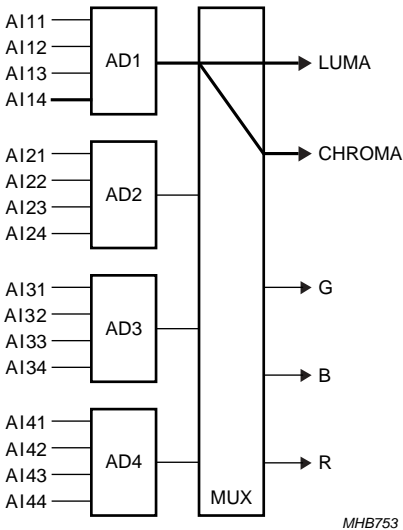 AI11
AI12
AI13
AI14
AD1
LUMA
CHROMA
AI21
AI22
AI23
AI24
AD2
AI31
AI32
AI33
AI34
AD3
G
B
AI41
AI42
AI43
AI44
AD4
R
MUX
MHB753